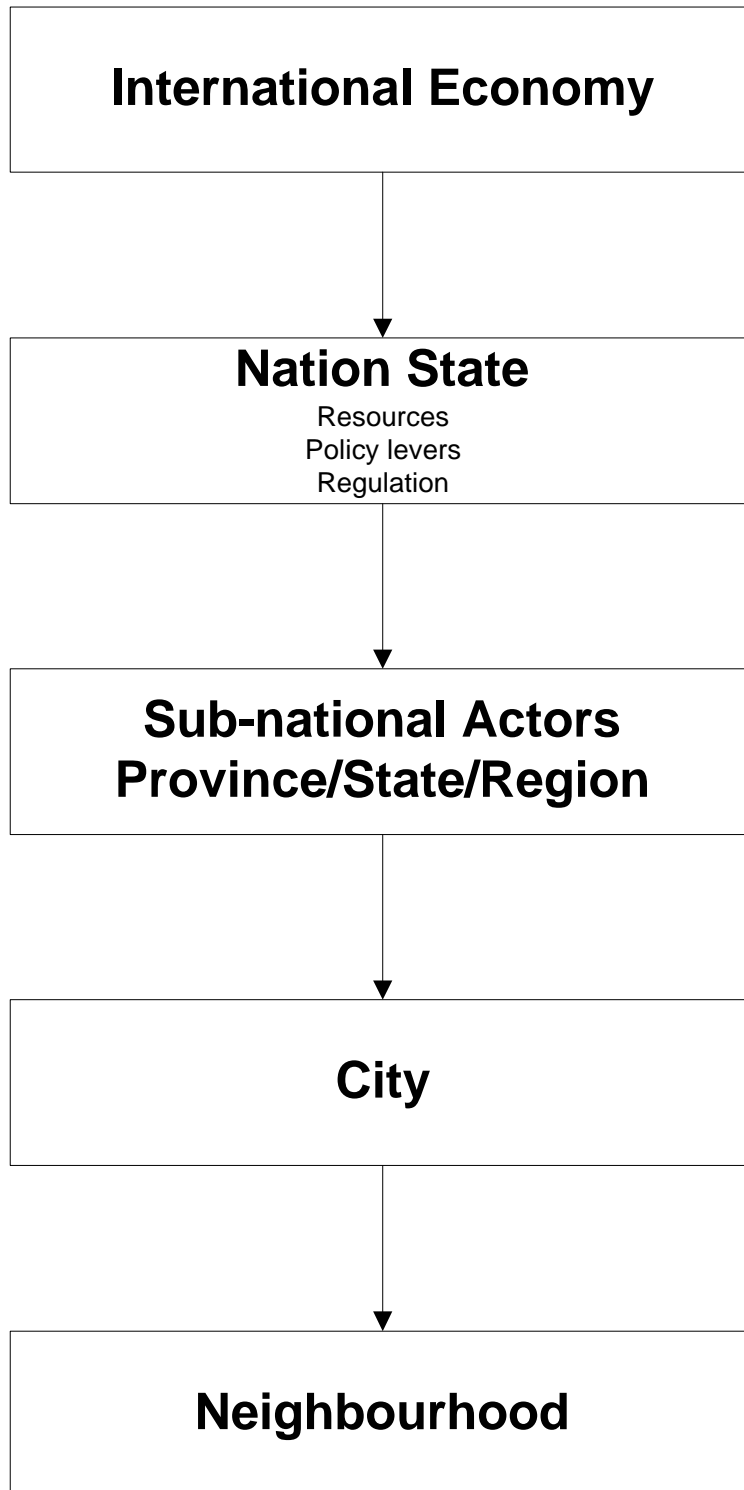 International Economy
Nation State
Resources
Policy levers
Regulation
Sub-national Actors
Province/State/Region
City
Neighbourhood